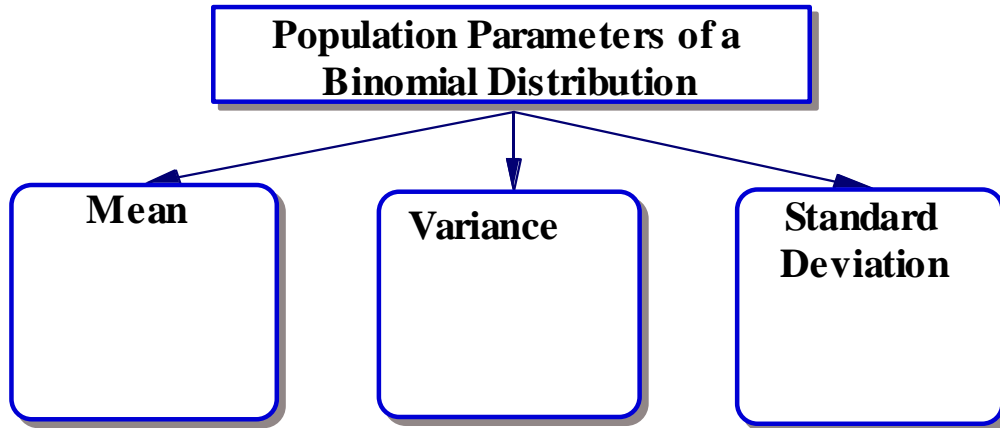 Population Parameters of a
Binomial Distribution
Mean
Variance
Standard
Deviation